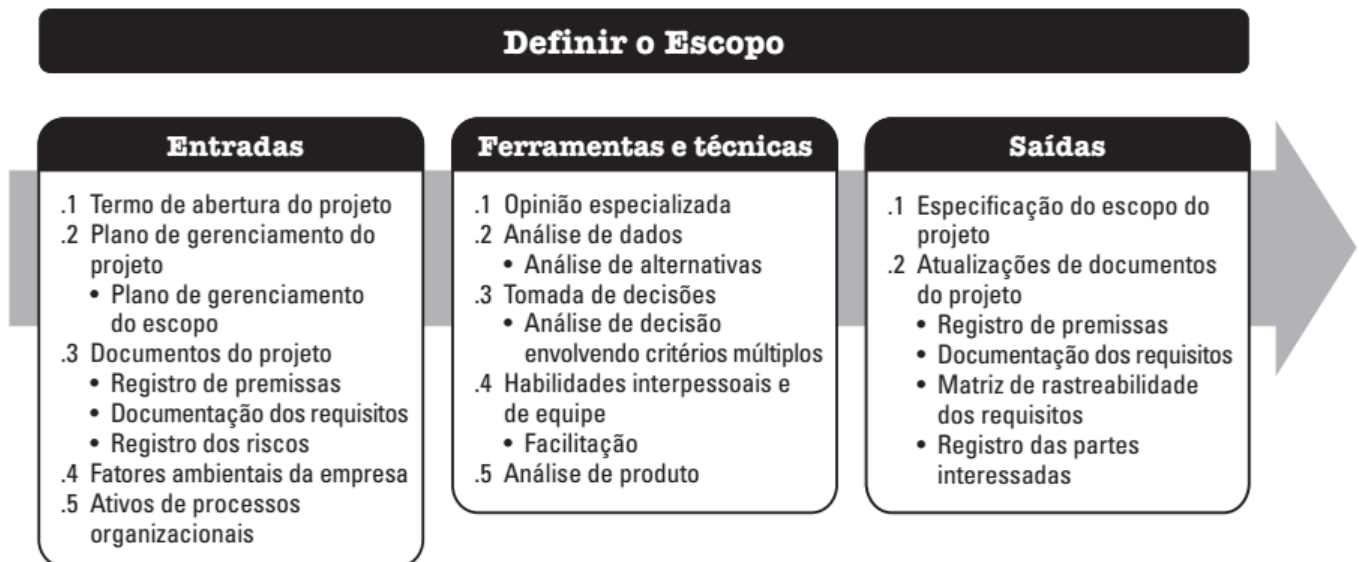 Definir o Escopo
Entradas
.1 Termo de abertura do projeto
.2 Plano de gerenciamento do
projeto
• Plano de gerenciamento
do escopo
.3 Documentos do projeto
• Registro de premissas
• Documentação dos requisitos
• Registro dos riscos
.4 Fatores ambientais da empresa
.5 Ativos de processos
organizacionais
Ferramentas e técnicas
.1 Opinião especializada
.2 Análise de dados
• Análise de alternativas
.3 Tomada de decisões
• Análise de decisão
envolvendo critérios múltiplos
.4 Habilidades interpessoais e
de equipe
• Facilitação
.5 Análise de produto
Saídas
.1 Especificação do escopo do
projeto
.2 Atualizações de documentos
do projeto
• Registro de premissas
• Documentação dos requisitos
• Matriz de rastreabilidade
dos requisitos
• Registro das partes
interessadas